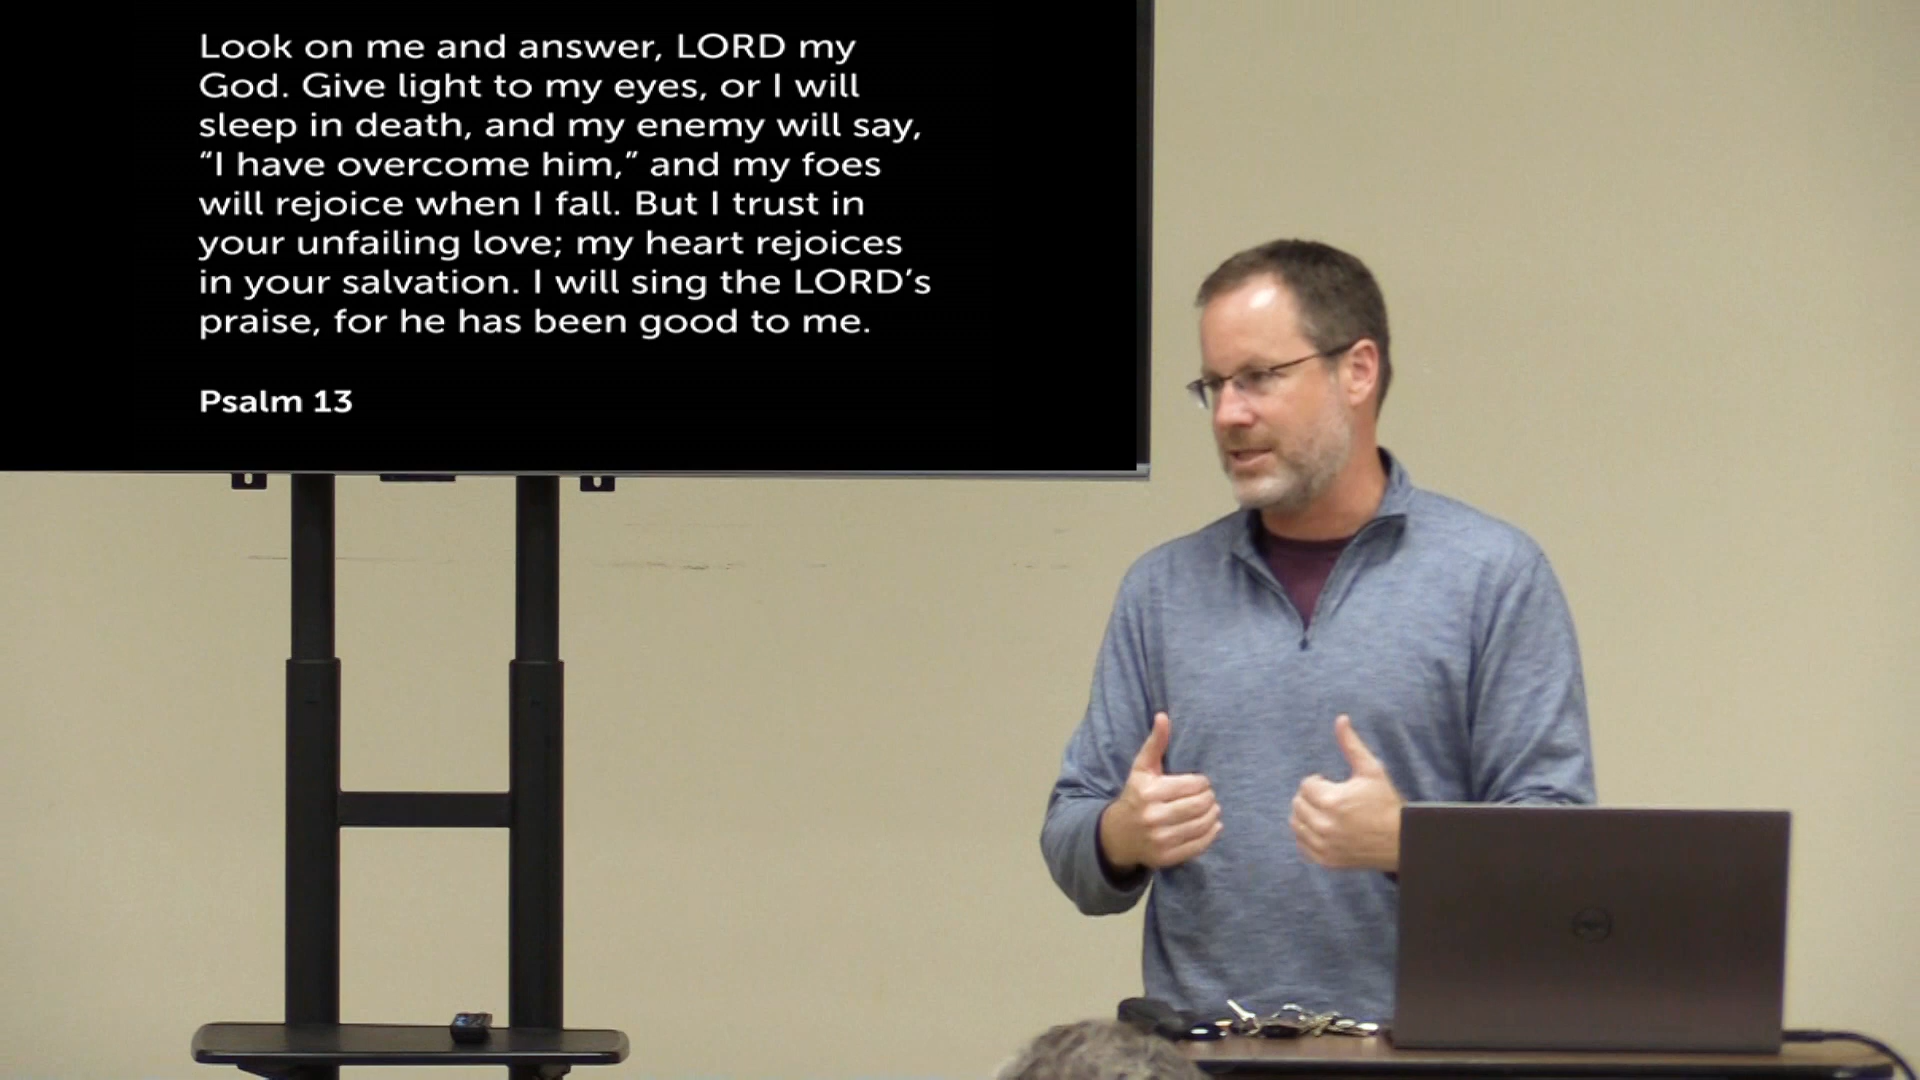 Look on me and answer, LORD my
God. Give light to my eyes, or I will
sleep in death, and my enemy will say,
“I have overcome him,” and my foes
will rejoice when I fall. But I trust in
your unfailing love; my heart rejoices
in your salvation. I will sing the LORD’s
praise, for he has been good to me.
Psalm 13
DELL